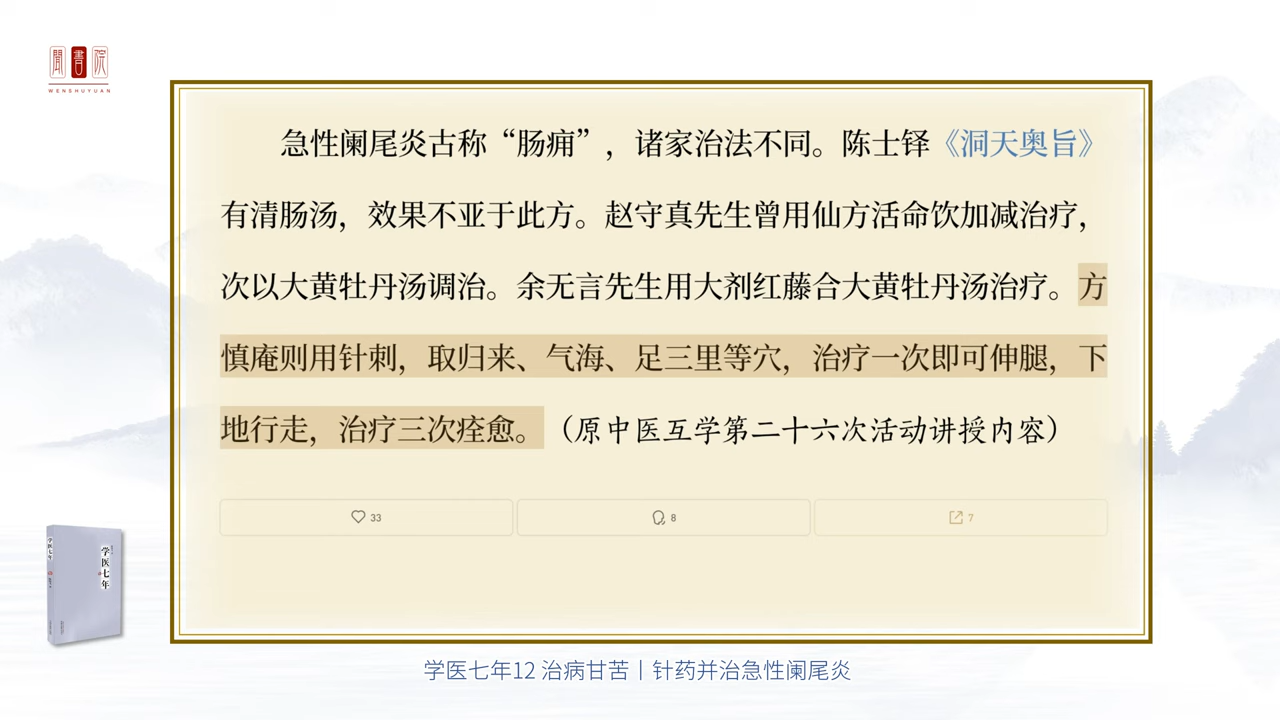 聞書院
WENSHUYUAN
急性阑尾炎古称“肠痈”，诸家治法不同。陈士铎《洞天奥旨》
有清肠汤，效果不亚于此方。赵守真先生曾用仙方活命饮加减治疗，
次以大黄牡丹汤调治。余无言先生用大剂红藤合大黄牡丹汤治疗。方
慎庵则用针刺，取归来、气海、足三里等穴，治疗一次即可伸腿，下
地行走，治疗三次痊愈。（原中医互学第二十六次活动讲授内容）
33
8
7
学医七年
学医七年
学医七年12 治病甘苦丨针药并治急性阑尾炎